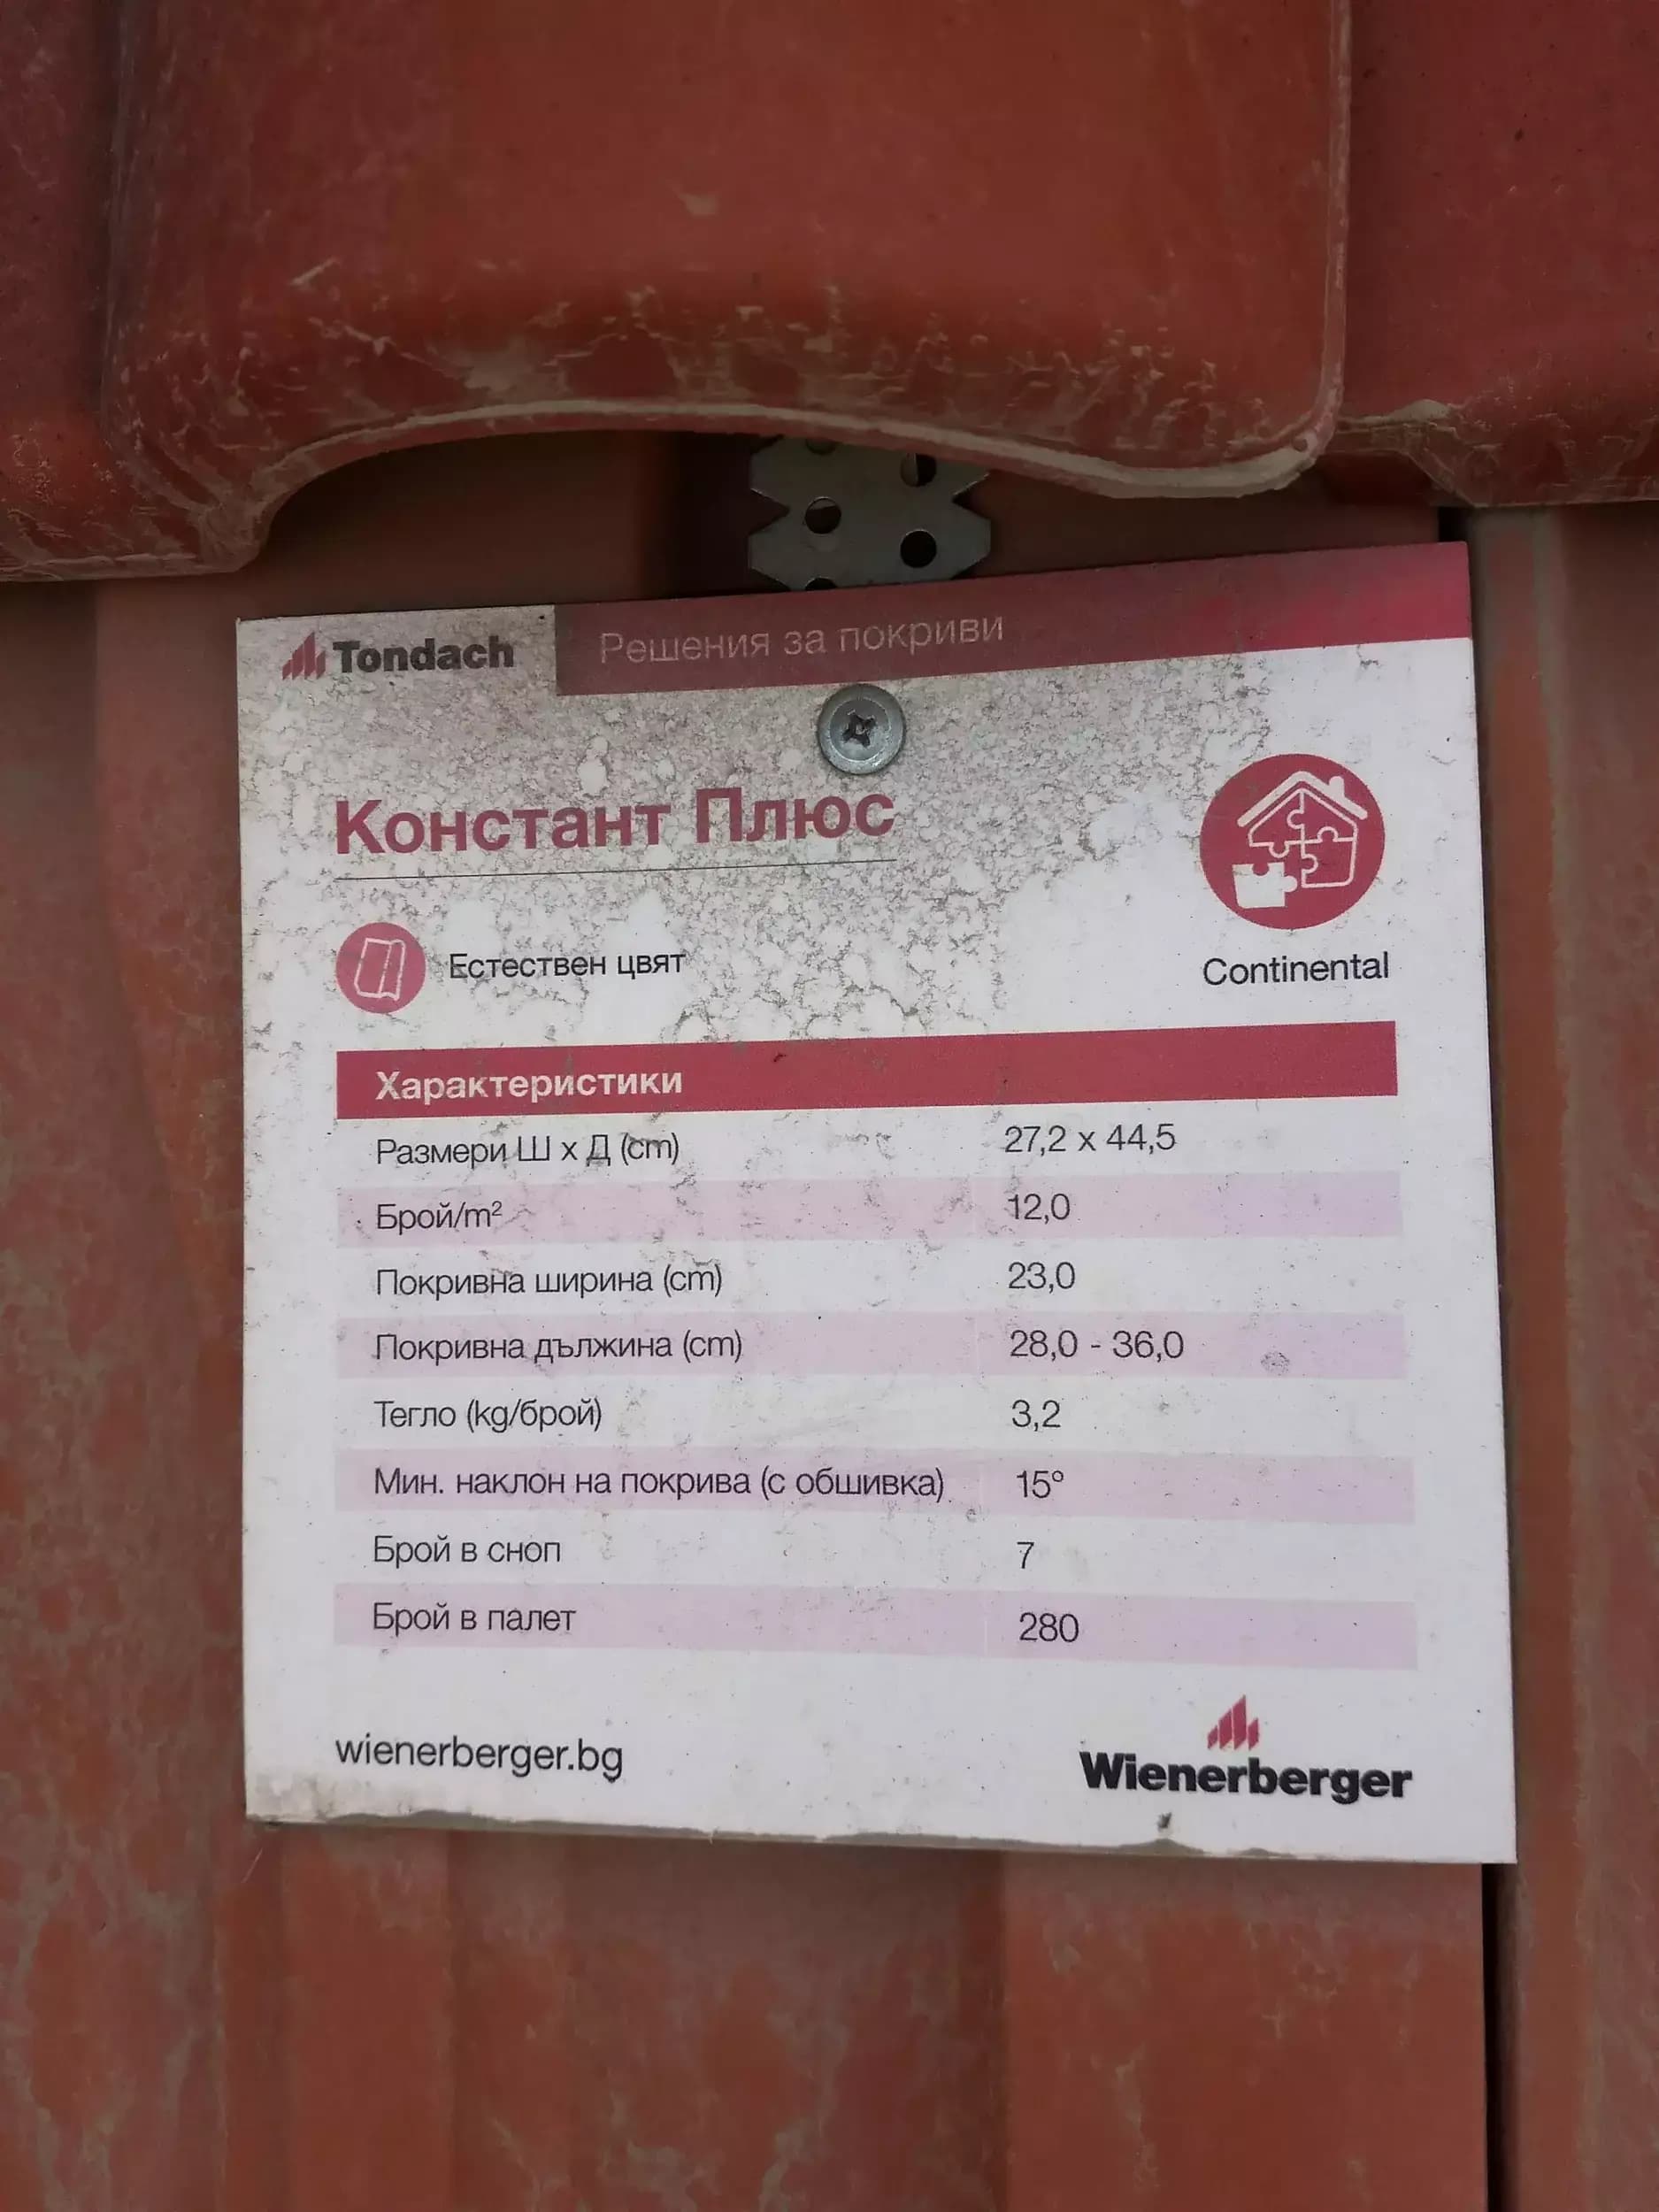 Tondach Решения за покриви
Констант Плюс
Естествен цвят
Continental
Характеристики
Размери Ш x Д (cm) 27,2 x 44,5
Брой/m² 12,0
Покривна ширина (cm) 23,0
Покривна дължина (cm) 28,0 - 36,0
Тегло (kg/брой) 3,2
Мин. наклон на покрива (с обшивка) 15°
Брой в сноп 7
Брой в палет 280
wienerberger.bg
Wienerberger